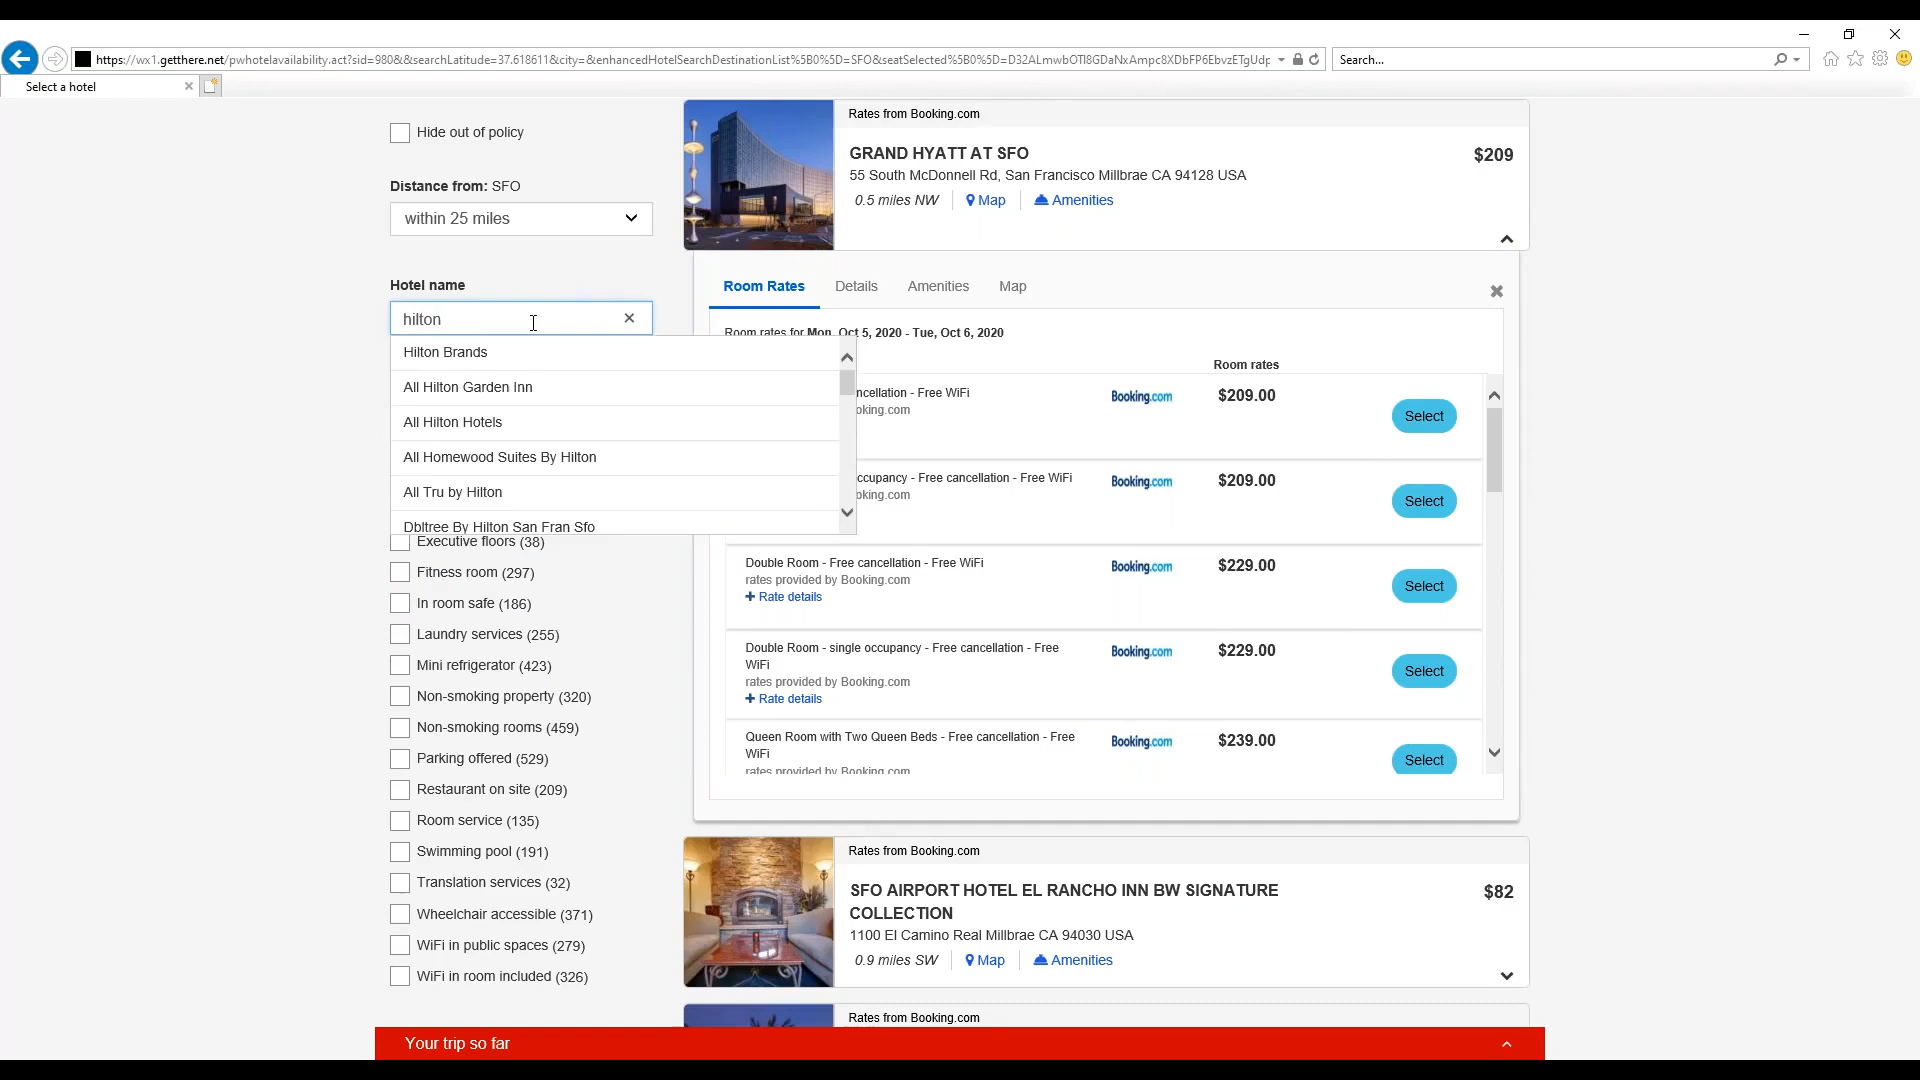 https://wx1.getthere.net/pwhotelavailability.act?sid=980&&searchLatitude=37.618611&city=&enhancedHotelSearchDestinationList%5B0%5D=SFO&seatSelected%5B0%5D=
Search...
Select a hotel
Hide out of policy
Distance from: SFO
within 25 miles
Hotel name
hilton
Hilton Brands
All Hilton Garden Inn
All Hilton Hotels
All Homewood Suites By Hilton
All Tru by Hilton
Dbltree By Hilton San Fran Sfo
Executive floors (38)
Fitness room (297)
In room safe (186)
Laundry services (255)
Mini refrigerator (423)
Non-smoking property (320)
Non-smoking rooms (459)
Parking offered (529)
Restaurant on site (209)
Room service (135)
Swimming pool (191)
Translation services (32)
Wheelchair accessible (371)
WiFi in public spaces (279)
WiFi in room included (326)
Rates from Booking.com
GRAND HYATT AT SFO
$209
55 South McDonnell Rd, San Francisco Millbrae CA 94128 USA
0.5 miles NW
Map
Amenities
Room Rates
Details
Amenities
Map
Room rates for Mon, Oct 5, 2020 - Tue, Oct 6, 2020
Room rates
ncellation - Free WiFi
oking.com
Booking.com
$209.00
Select
ccupancy - Free cancellation - Free WiFi
oking.com
Booking.com
$209.00
Select
Double Room - Free cancellation - Free WiFi
rates provided by Booking.com
+ Rate details
Booking.com
$229.00
Select
Double Room - single occupancy - Free cancellation - Free
WiFi
rates provided by Booking.com
+ Rate details
Booking.com
$229.00
Select
Queen Room with Two Queen Beds - Free cancellation - Free
WiFi
rates provided by Booking.com
Booking.com
$239.00
Select
Rates from Booking.com
SFO AIRPORT HOTEL EL RANCHO INN BW SIGNATURE
COLLECTION
$82
1100 El Camino Real Millbrae CA 94030 USA
0.9 miles SW
Map
Amenities
Rates from Booking.com
Your trip so far